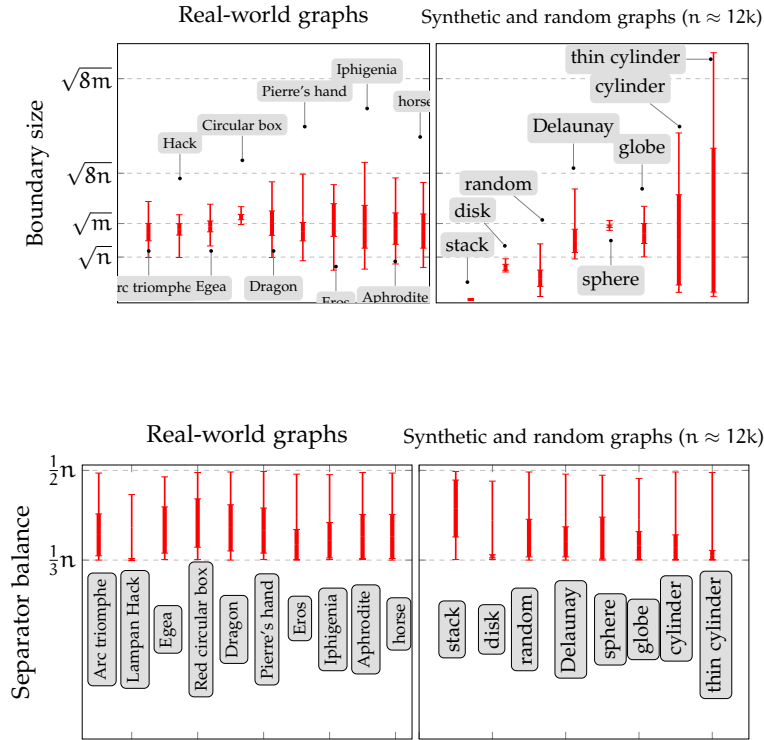 Real-world graphs
Synthetic and random graphs (n ≈ 12k)
Boundary size
√8m
√8n
√m
√n
Iphigenia
Pierre's hand
horse
Circular box
Hack
rc triomphe
Egea
Dragon
Eros
Aphrodite
thin cylinder
cylinder
Delaunay
globe
random
disk
stack
sphere
Real-world graphs
Synthetic and random graphs (n ≈ 12k)
Separator balance
½n
⅓n
Arc triomphe
Lampan Hack
Egea
Red circular box
Dragon
Pierre's hand
Eros
Iphigenia
Aphrodite
horse
stack
disk
random
Delaunay
sphere
globe
cylinder
thin cylinder